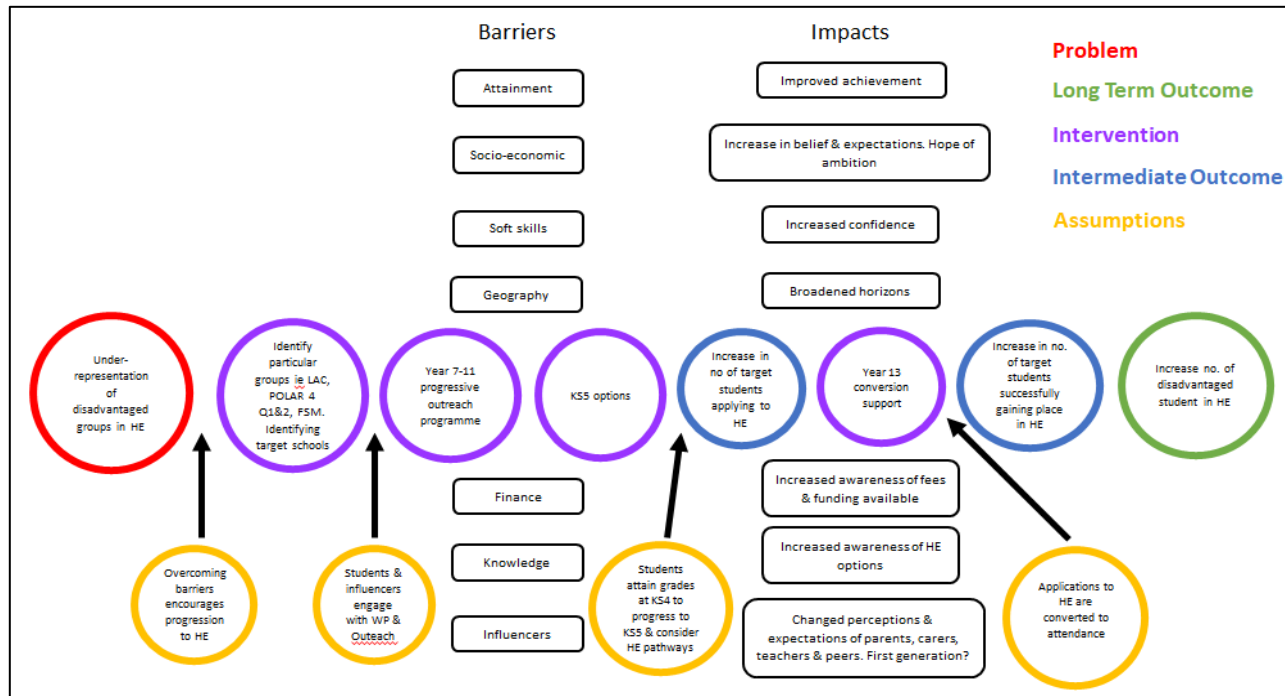 Barriers
Impacts
Problem
Long Term Outcome
Intervention
Intermediate Outcome
Assumptions
Attainment
Socio-economic
Soft skills
Geography
Improved achievement
Increase in belief & expectations. Hope of
ambition
Increased confidence
Broadened horizons
Under-
representation
of
disadvantaged
groups in HE
Identify
particular
groups ie LAC,
POLAR 4
Q1&2, FSM.
Identifying
target schools
Year 7-11
progressive
outreach
programme
KS5 options
Increase in
no of target
students
applying to
HE
Year 13
conversion
support
Increase in no.
of target
students
successfully
gaining place
in HE
Increase no. of
disadvantaged
student in HE
Finance
Knowledge
Influencers
Increased awareness of fees
& funding available
Increased awareness of HE
options
Changed perceptions &
expectations of parents, carers,
teachers & peers. First generation?
Overcoming
barriers
encourages
progression
to HE
Students &
influencers
engage
with WP &
Outeach
Students
attain grades
at KS4 to
progress to
KS5 & consider
HE pathways
Applications to
HE are
converted to
attendance